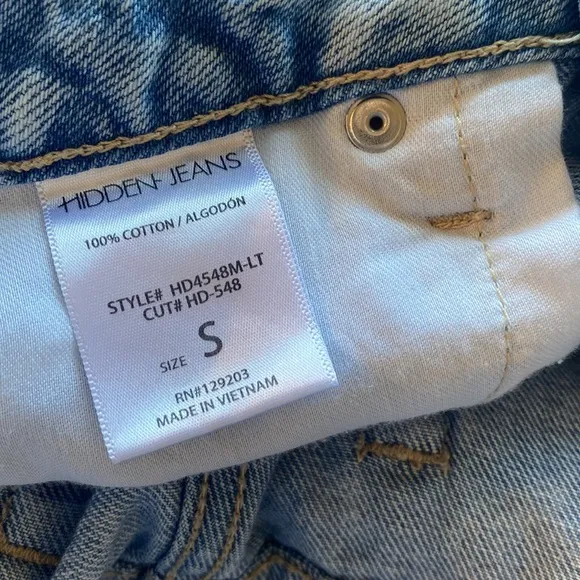 HIDDEN JEANS
100% COTTON / ALGODÓN
STYLE# HD4548M-LT
CUT# HD-548
SIZE S
RN#129203
MADE IN VIETNAM